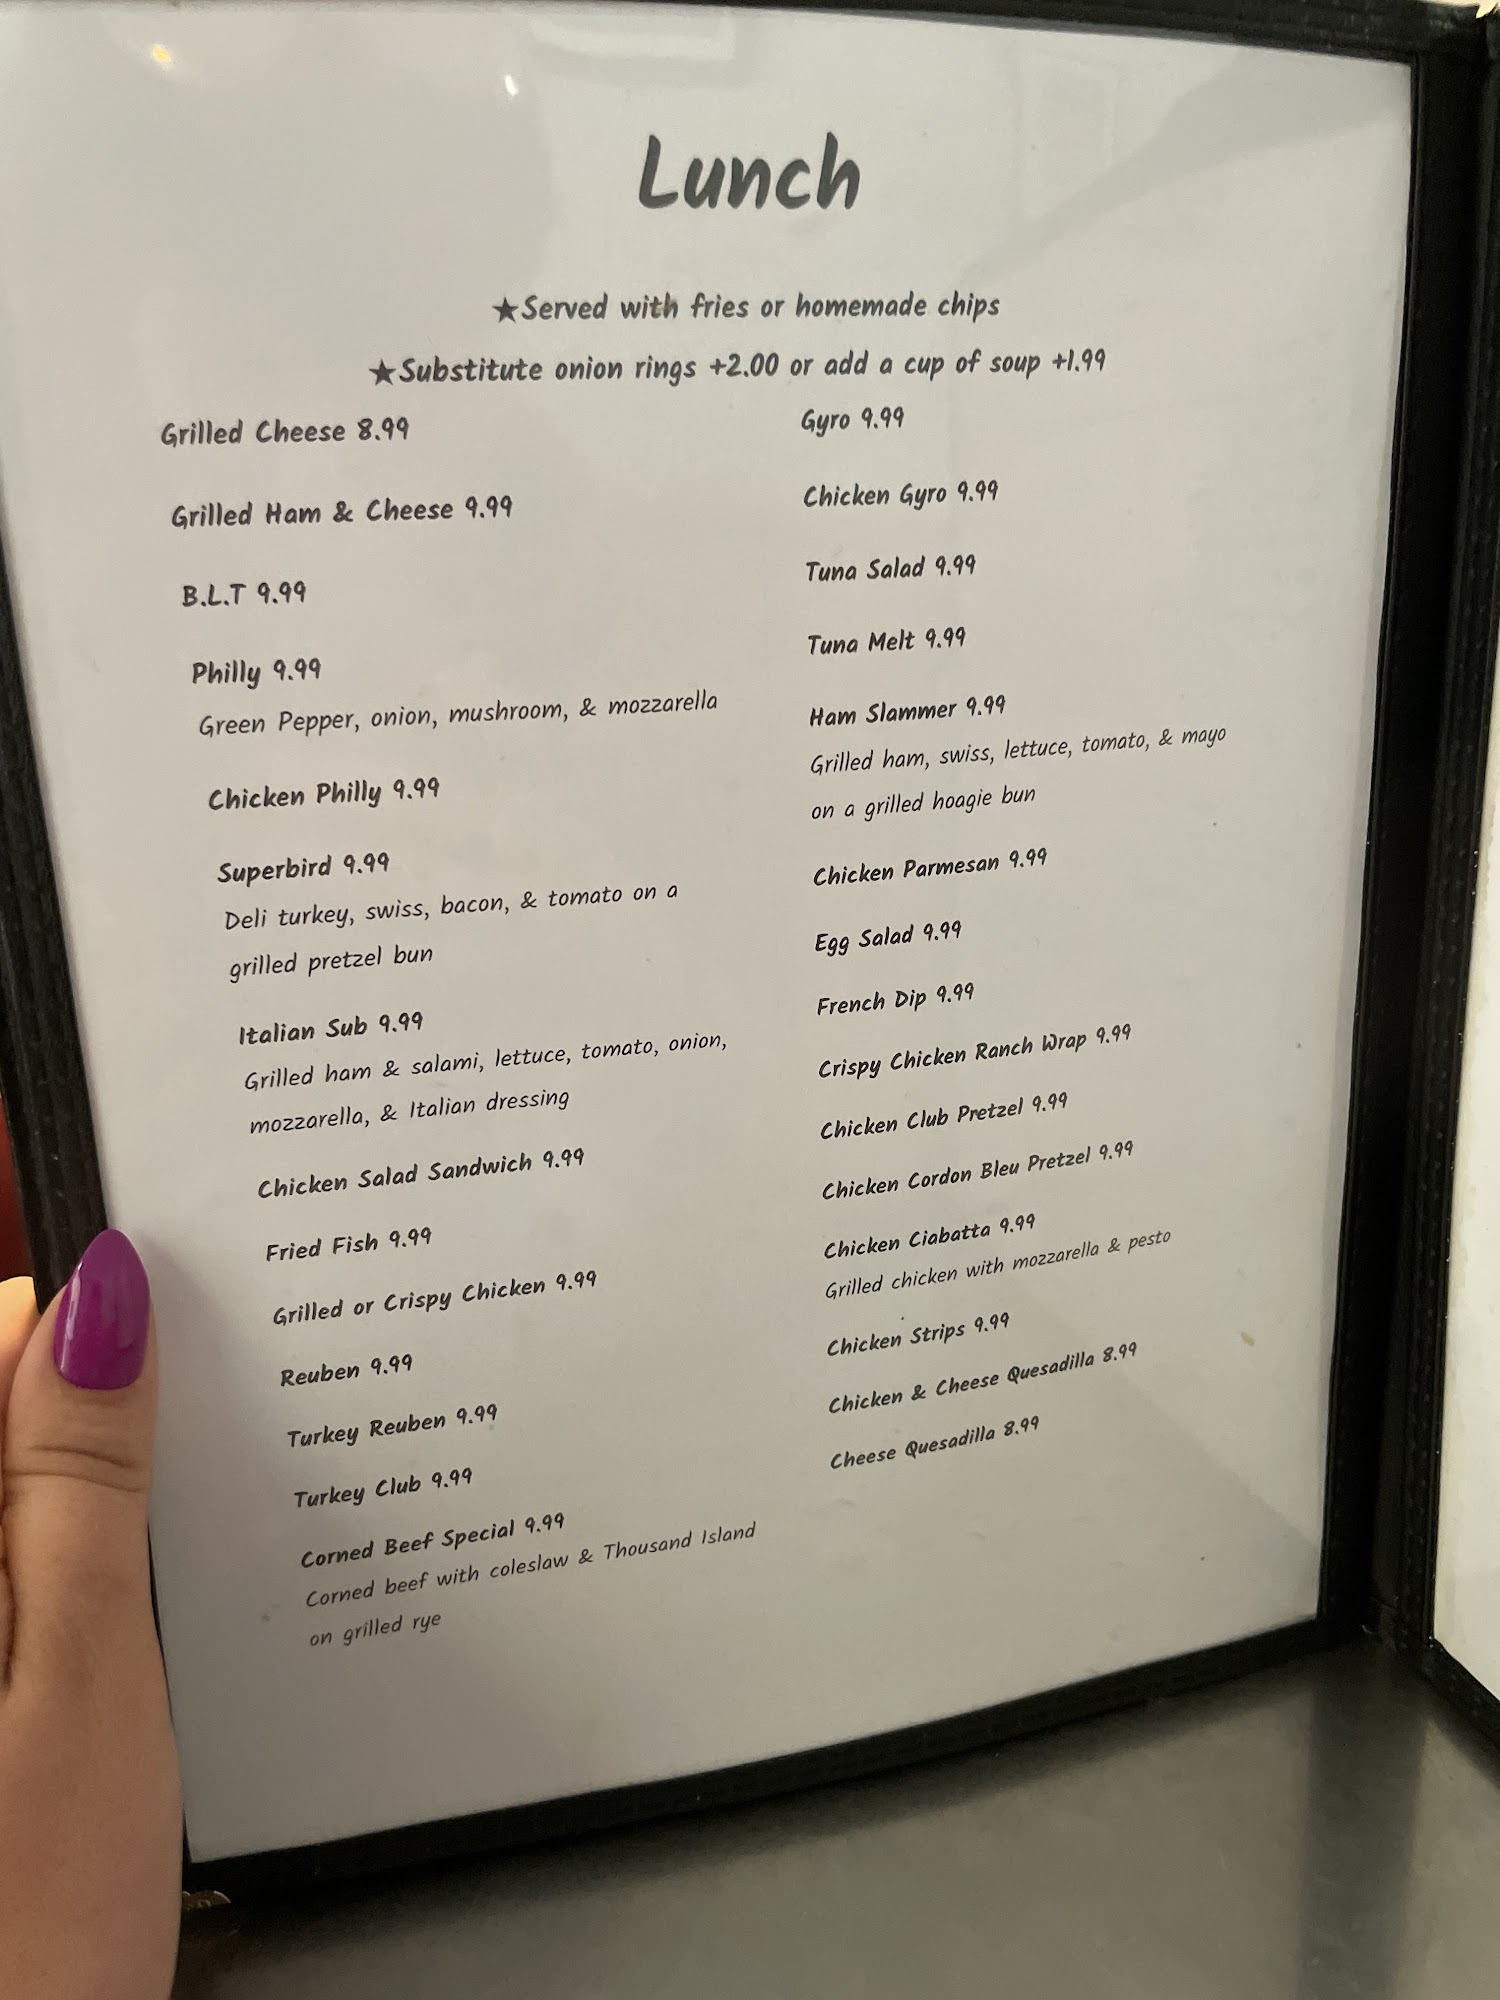 Lunch
★Served with fries or homemade chips
★Substitute onion rings +2.00 or add a cup of soup +1.99
Grilled Cheese 8.99
Grilled Ham & Cheese 9.99
B.L.T 9.99
Philly 9.99
Green Pepper, onion, mushroom, & mozzarella
Chicken Philly 9.99
Superbird 9.99
Deli turkey, swiss, bacon, & tomato on a
grilled pretzel bun
Italian Sub 9.99
Grilled ham & salami, lettuce, tomato, onion,
mozzarella, & Italian dressing
Chicken Salad Sandwich 9.99
Fried Fish 9.99
Grilled or Crispy Chicken 9.99
Reuben 9.99
Turkey Reuben 9.99
Turkey Club 9.99
Corned Beef Special 9.99
Corned beef with coleslaw & Thousand Island
on grilled rye
Gyro 9.99
Chicken Gyro 9.99
Tuna Salad 9.99
Tuna Melt 9.99
Ham Slammer 9.99
Grilled ham, swiss, lettuce, tomato, & mayo
on a grilled hoagie bun
Chicken Parmesan 9.99
Egg Salad 9.99
French Dip 9.99
Crispy Chicken Ranch Wrap 9.99
Chicken Club Pretzel 9.99
Chicken Cordon Bleu Pretzel 9.99
Chicken Ciabatta 9.99
Grilled chicken with mozzarella & pesto
Chicken Strips 9.99
Chicken & Cheese Quesadilla 8.99
Cheese Quesadilla 8.99